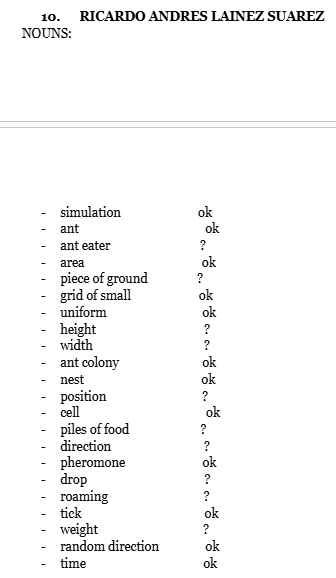 10. RICARDO ANDRES LAINEZ SUAREZ
NOUNS:
- simulation ok
- ant ok
- ant eater ?
- area ok
- piece of ground ?
- grid of small ok
- uniform ok
- height ?
- width ?
- ant colony ok
- nest ok
- position ?
- cell ok
- piles of food ?
- direction ?
- pheromone ok
- drop ?
- roaming ?
- tick ok
- weight ?
- random direction ok
- time ok